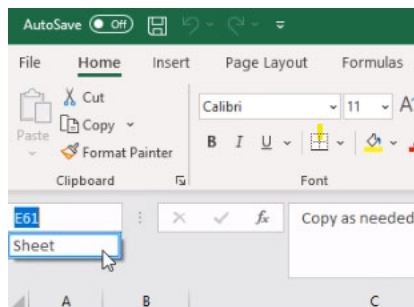 AutoSave Off
File Home Insert Page Layout Formulas
Paste
Cut
Copy
Format Painter
Clipboard
Calibri 11 A
B I U
Font
E61 fx Copy as needed
Sheet
A B C